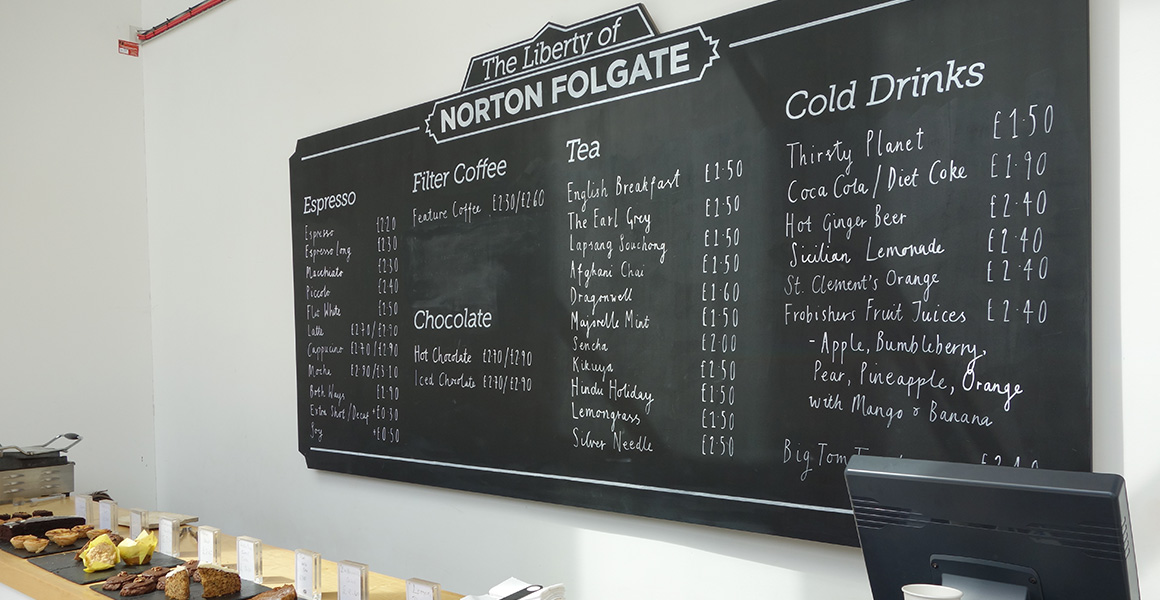 The Liberty of
NORTON FOLGATE
Espresso
Espresso £2.20
Espresso Long £2.30
Macchiato £2.30
Piccolo £2.40
Flat White £2.50
Latte £2.70/£2.90
Cappuccino £2.70/£2.90
Mocha £2.90/£3.10
Both Ways £2.90
Extra Shot/Decaf +£0.30
Soy +£0.50
Filter Coffee
Feature Coffee £2.30/£2.60
Chocolate
Hot Chocolate £2.70/£2.90
Iced Chocolate £2.70/£2.90
Tea
English Breakfast £1.50
The Earl Grey £1.50
Lapsang Souchong £1.50
Afghani Chai £1.50
Dragonwell £1.60
Majorelle Mint £1.50
Sencha £2.00
Kikuya £2.50
Hindu Holiday £1.50
Lemongrass £1.50
Silver Needle £2.50
Cold Drinks
Thirsty Planet £1.50
Coca Cola/Diet Coke £1.90
Hot Ginger Beer £2.40
Sicilian Lemonade £2.40
St. Clement's Orange £2.40
Frobishers Fruit Juices £2.40
- Apple, Bumbleberry,
Pear, Pineapple, Orange
with Mango & Banana
Big Tom £2.40